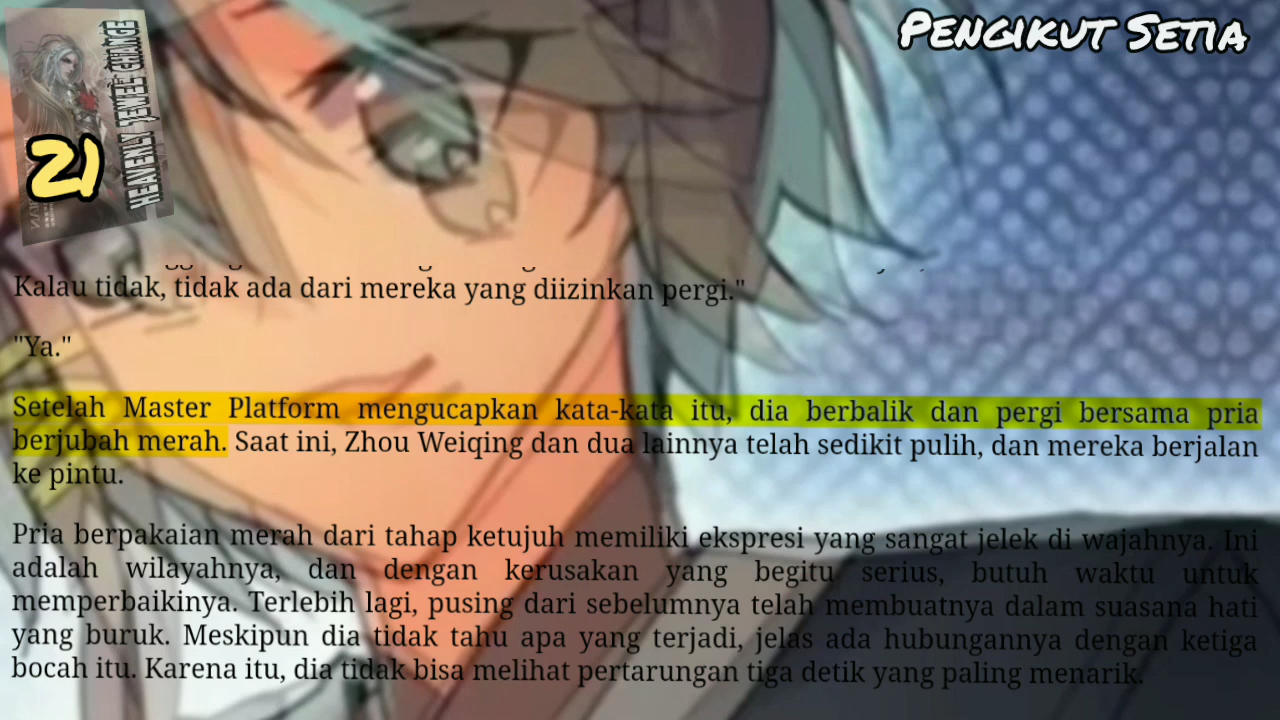 PENGIKUT SETIA
HEAVENLY JEWEL CHANGE
21
Kalau tidak, tidak ada dari mereka yang diizinkan pergi."
"Ya."
Setelah Master Platform mengucapkan kata-kata itu, dia berbalik dan pergi bersama pria
berjubah merah. Saat ini, Zhou Weiqing dan dua lainnya telah sedikit pulih, dan mereka berjalan
ke pintu.
Pria berpakaian merah dari tahap ketujuh memiliki ekspresi yang sangat jelek di wajahnya. Ini
adalah wilayahnya, dan dengan kerusakan yang begitu serius, butuh waktu untuk
memperbaikinya. Terlebih lagi, pusing dari sebelumnya telah membuatnya dalam suasana hati
yang buruk. Meskipun dia tidak tahu apa yang terjadi, jelas ada hubungannya dengan ketiga
bocah itu. Karena itu, dia tidak bisa melihat pertarungan tiga detik yang paling menarik.